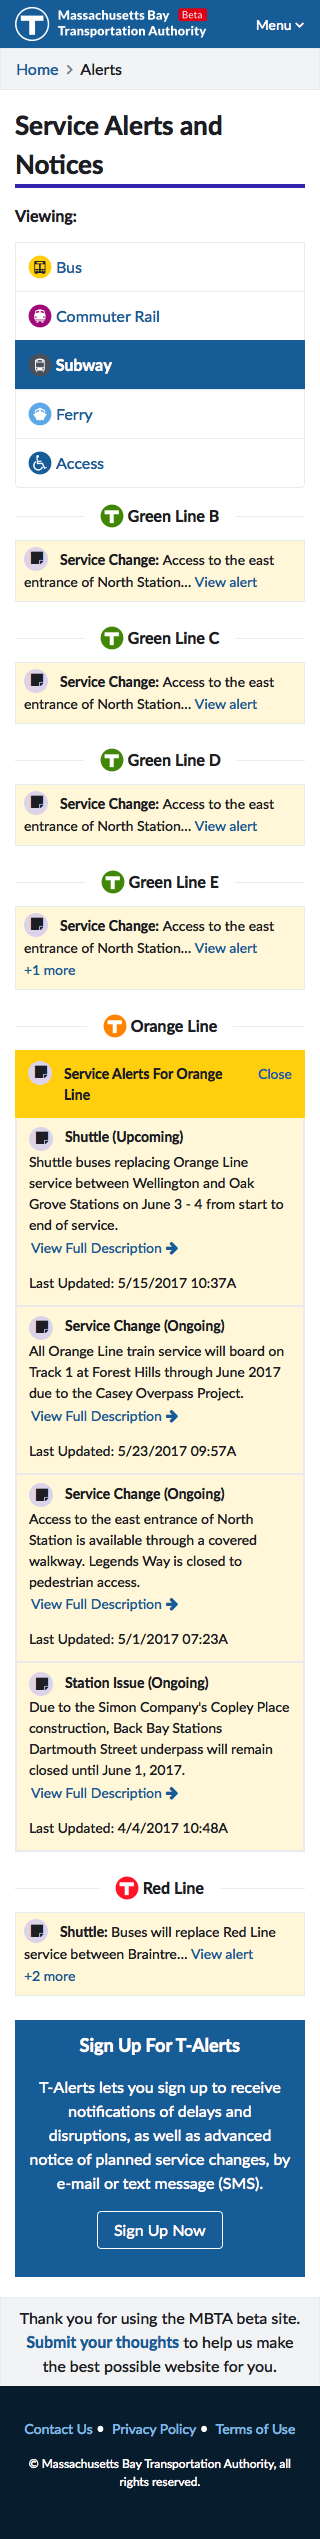 Massachusetts Bay Beta
Transportation Authority
Menu
Home > Alerts
Service Alerts and
Notices
Viewing:
Bus
Commuter Rail
Subway
Ferry
Access
T Green Line B
Service Change: Access to the east
entrance of North Station... View alert
T Green Line C
Service Change: Access to the east
entrance of North Station... View alert
T Green Line D
Service Change: Access to the east
entrance of North Station... View alert
T Green Line E
Service Change: Access to the east
entrance of North Station... View alert
+1 more
T Orange Line
Service Alerts For Orange
Line
Close
Shuttle (Upcoming)
Shuttle buses replacing Orange Line
service between Wellington and Oak
Grove Stations on June 3 - 4 from start to
end of service.
View Full Description
Last Updated: 5/15/2017 10:37A
Service Change (Ongoing)
All Orange Line train service will board on
Track 1 at Forest Hills through June 2017
due to the Casey Overpass Project.
View Full Description
Last Updated: 5/23/2017 09:57A
Service Change (Ongoing)
Access to the east entrance of North
Station is available through a covered
walkway. Legends Way is closed to
pedestrian access.
View Full Description
Last Updated: 5/1/2017 07:23A
Station Issue (Ongoing)
Due to the Simon Company's Copley Place
construction, Back Bay Stations
Dartmouth Street underpass will remain
closed until June 1, 2017.
View Full Description
Last Updated: 4/4/2017 10:48A
T Red Line
Shuttle: Buses will replace Red Line
service between Braintre... View alert
+2 more
Sign Up For T-Alerts
T-Alerts lets you sign up to receive
notifications of delays and
disruptions, as well as advanced
notice of planned service changes, by
e-mail or text message (SMS).
Sign Up Now
Thank you for using the MBTA beta site.
Submit your thoughts to help us make
the best possible website for you.
Contact Us • Privacy Policy • Terms of Use
© Massachusetts Bay Transportation Authority, all
rights reserved.